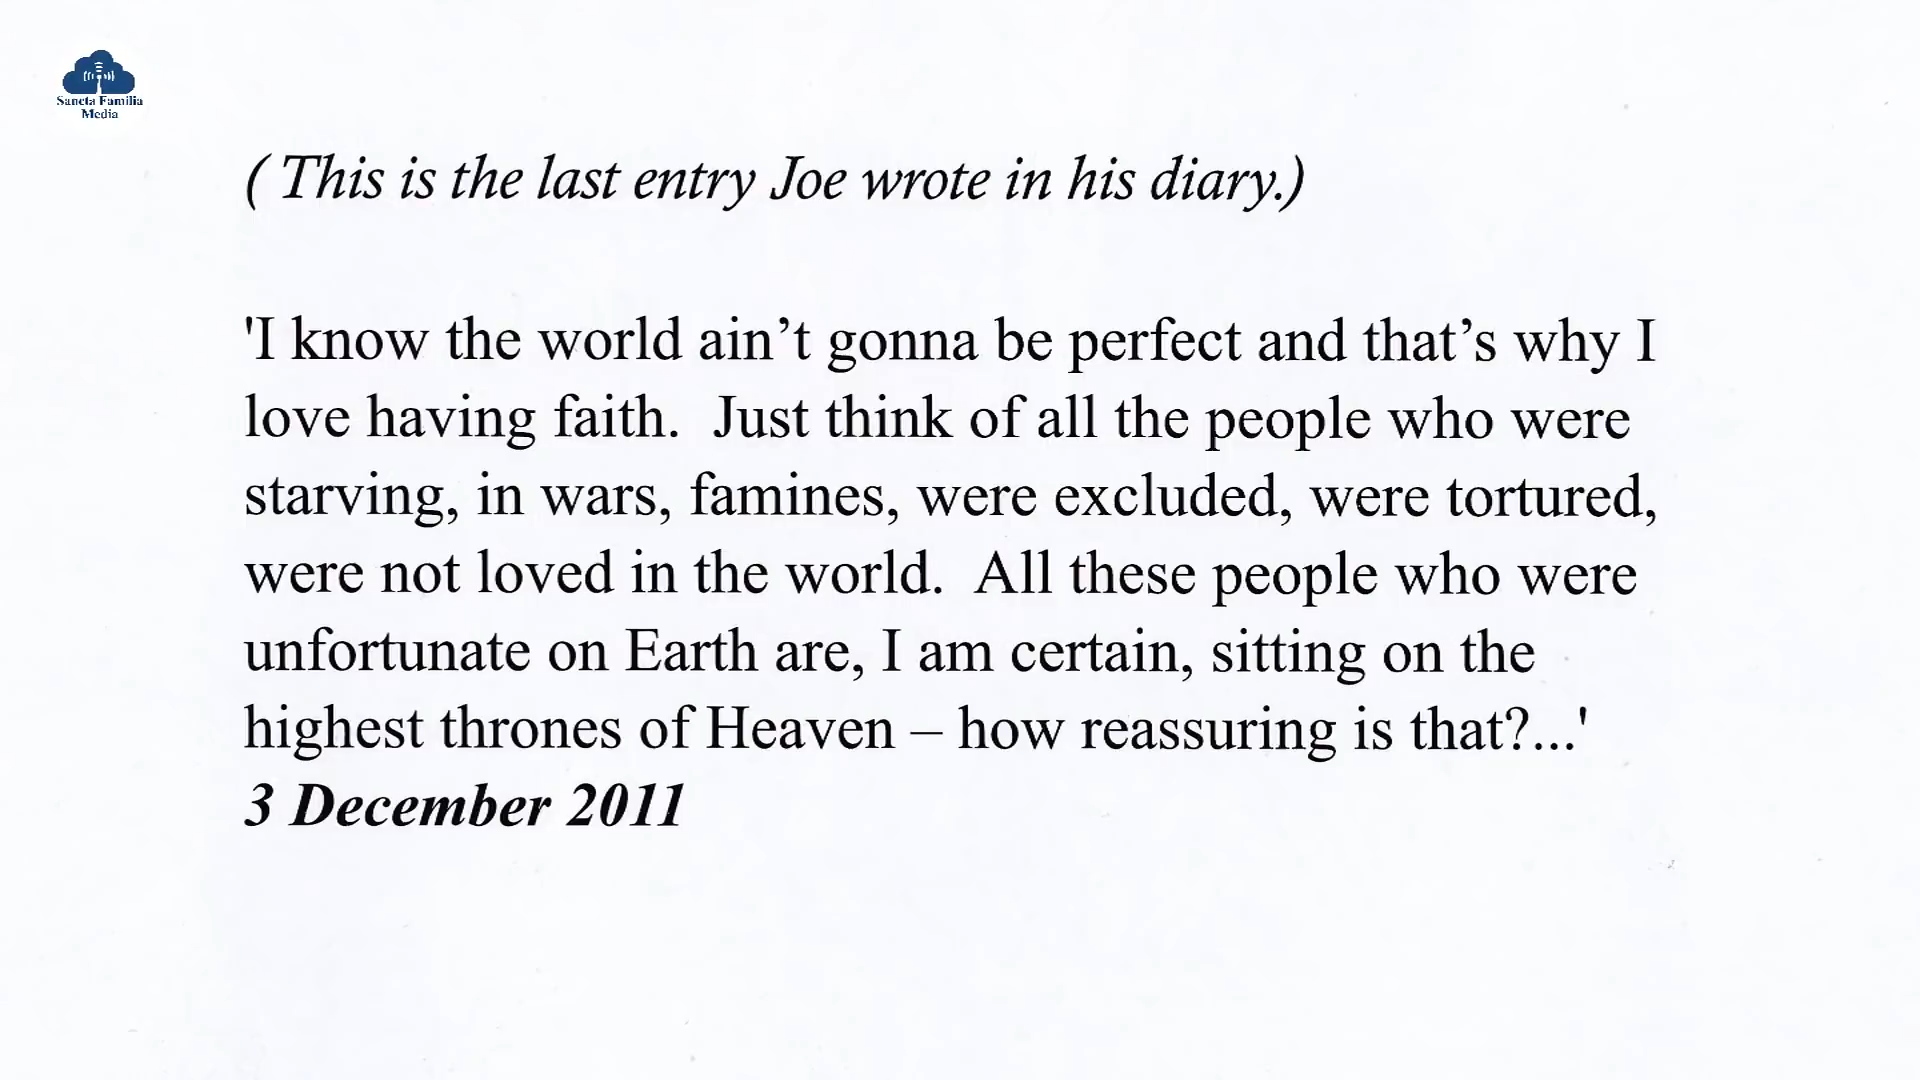 Sancta Familia
Media
( This is the last entry Joe wrote in his diary.)
'I know the world ain’t gonna be perfect and that’s why I
love having faith.  Just think of all the people who were
starving, in wars, famines, were excluded, were tortured,
were not loved in the world.  All these people who were
unfortunate on Earth are, I am certain, sitting on the
highest thrones of Heaven – how reassuring is that?...'
3 December 2011